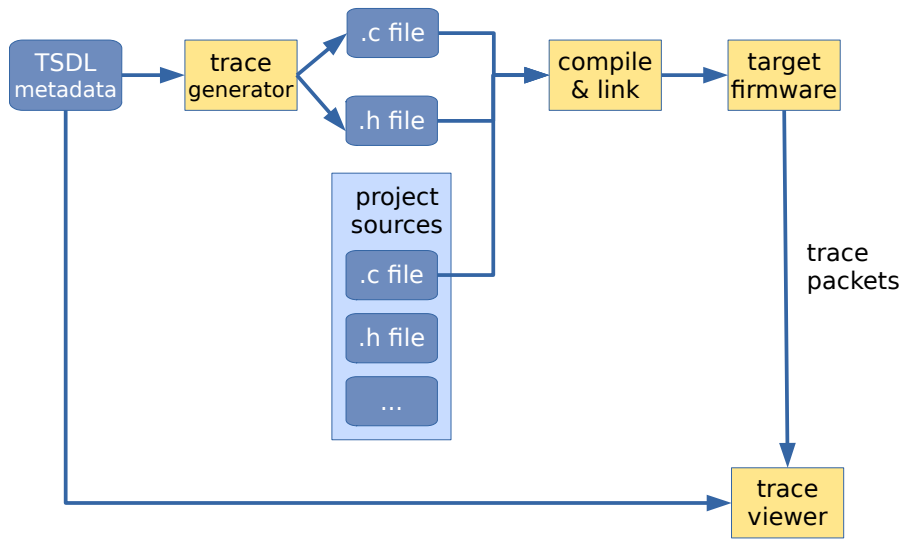 TSDL
metadata
trace
generator
.c file
.h file
compile
& link
target
firmware
project
sources
.c file
.h file
...
trace
packets
trace
viewer